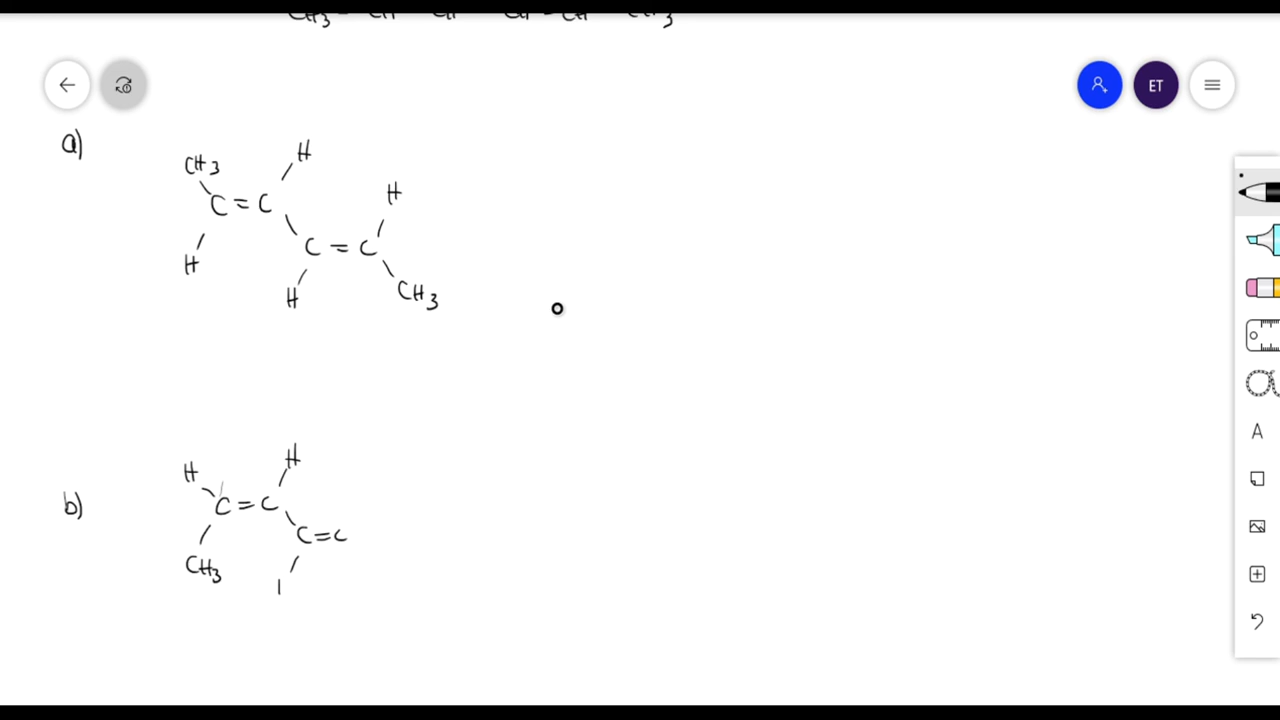 a)
CH3 H
C = C H
H C = C
H CH3
b)
H H
C = C
C = C
CH3
ET
A